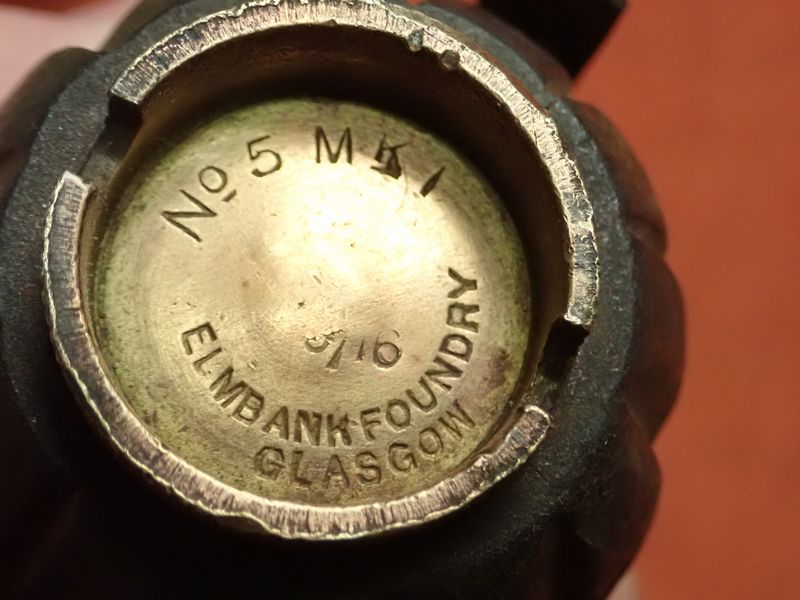 No 5 MK I
5/16
ELMBANK FOUNDRY
GLASGOW